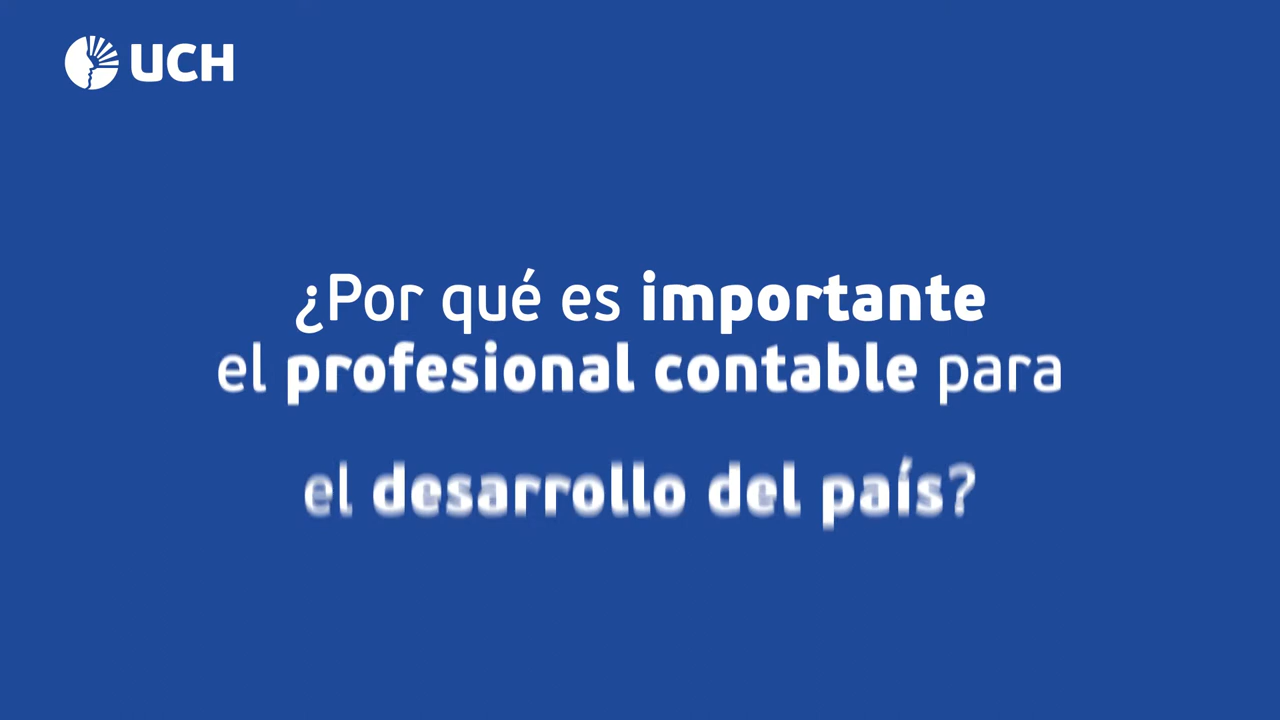 UCH
¿Por qué es importante
el profesional contable para
el desarrollo del país?